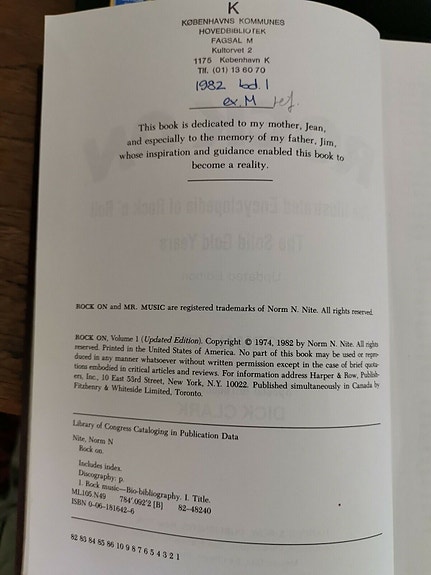 K
KØBENHAVNS KOMMUNES
HOVEDBIBLIOTEK
FAGSAL M
Kultorvet 2
1175 København K
Tlf. (01) 13 60 70
1982 bd. 1
ex. M ref.
This book is dedicated to my mother, Jean,
and especially to the memory of my father, Jim,
whose inspiration and guidance enabled this book to
become a reality.
ROCK ON and MR. MUSIC are registered trademarks of Norm N. Nite. All rights reserved.
ROCK ON, Volume 1 (Updated Edition). Copyright © 1974, 1982 by Norm N. Nite. All rights
reserved. Printed in the United States of America. No part of this book may be used or repro-
duced in any manner whatsoever without written permission except in the case of brief quota-
tions embodied in critical articles and reviews. For information address Harper & Row, Publish-
ers, Inc., 10 East 53rd Street, New York, N.Y. 10022. Published simultaneously in Canada by
Fitzhenry & Whiteside Limited, Toronto.
Library of Congress Cataloging in Publication Data
Nite, Norm N
Rock on.
Includes index.
Discography: p.
1. Rock music—Bio-bibliography. I. Title.
ML105.N49 784'.092'2 [B] 82-48240
ISBN 0-06-181642-6
82 83 84 85 86 10 9 8 7 6 5 4 3 2 1